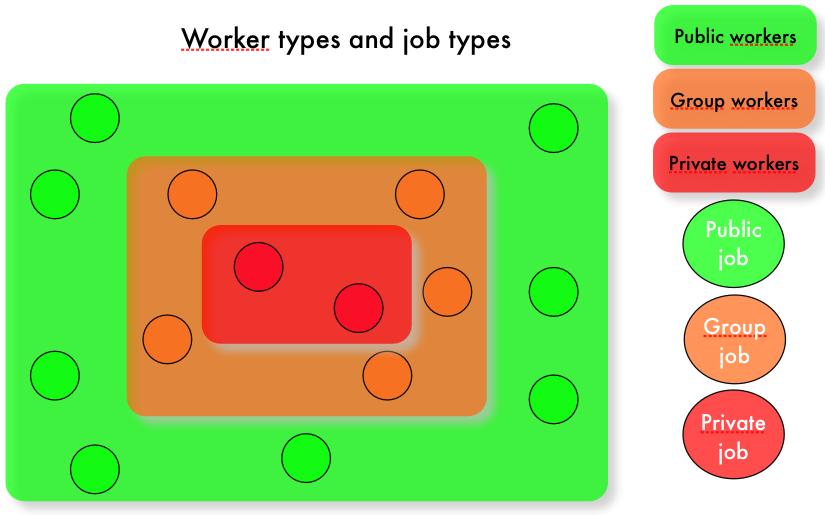 Worker types and job types
Public workers
Group workers
Private workers
Public
job
Group
job
Private
job